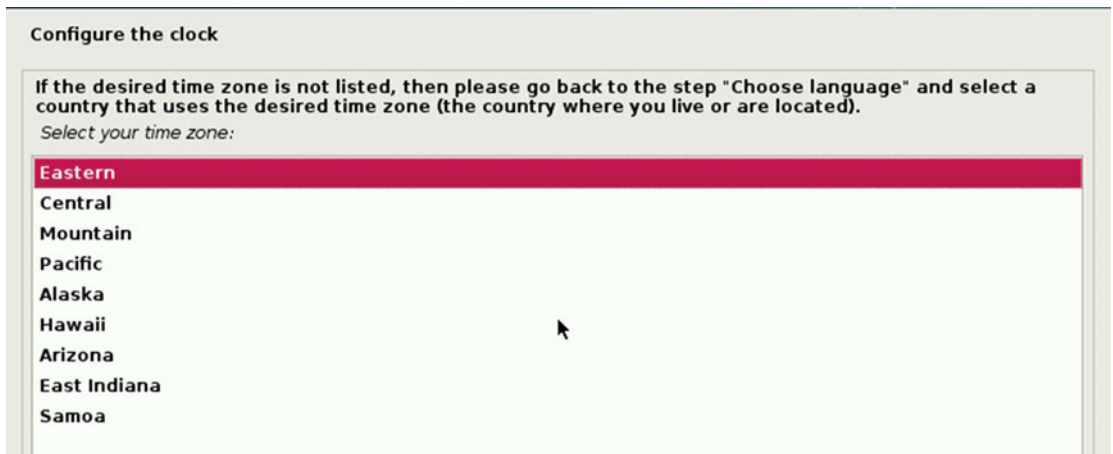 Configure the clock
If the desired time zone is not listed, then please go back to the step "Choose language" and select a
country that uses the desired time zone (the country where you live or are located).
Select your time zone:
Eastern
Central
Mountain
Pacific
Alaska
Hawaii
Arizona
East Indiana
Samoa